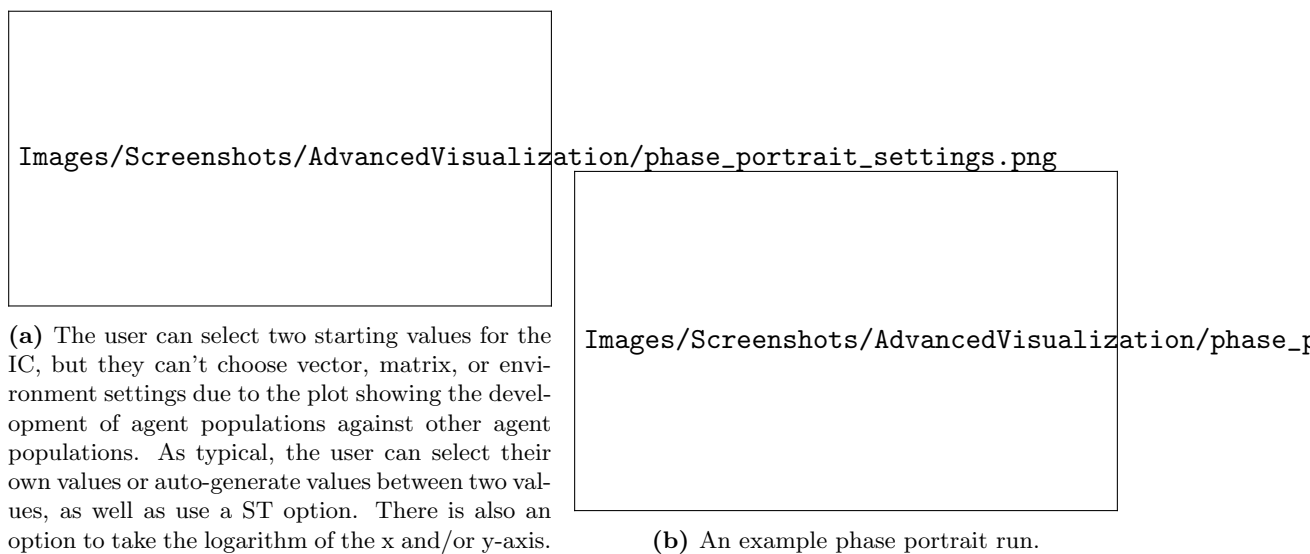 Images/Screenshots/AdvancedVisualization/phase_portrait_settings.png
(a) The user can select two starting values for the
IC, but they can't choose vector, matrix, or envi-
ronment settings due to the plot showing the devel-
opment of agent populations against other agent
populations. As typical, the user can select their
own values or auto-generate values between two val-
ues, as well as use a ST option. There is also an
option to take the logarithm of the x and/or y-axis.
Images/Screenshots/AdvancedVisualization/phase_p
(b) An example phase portrait run.